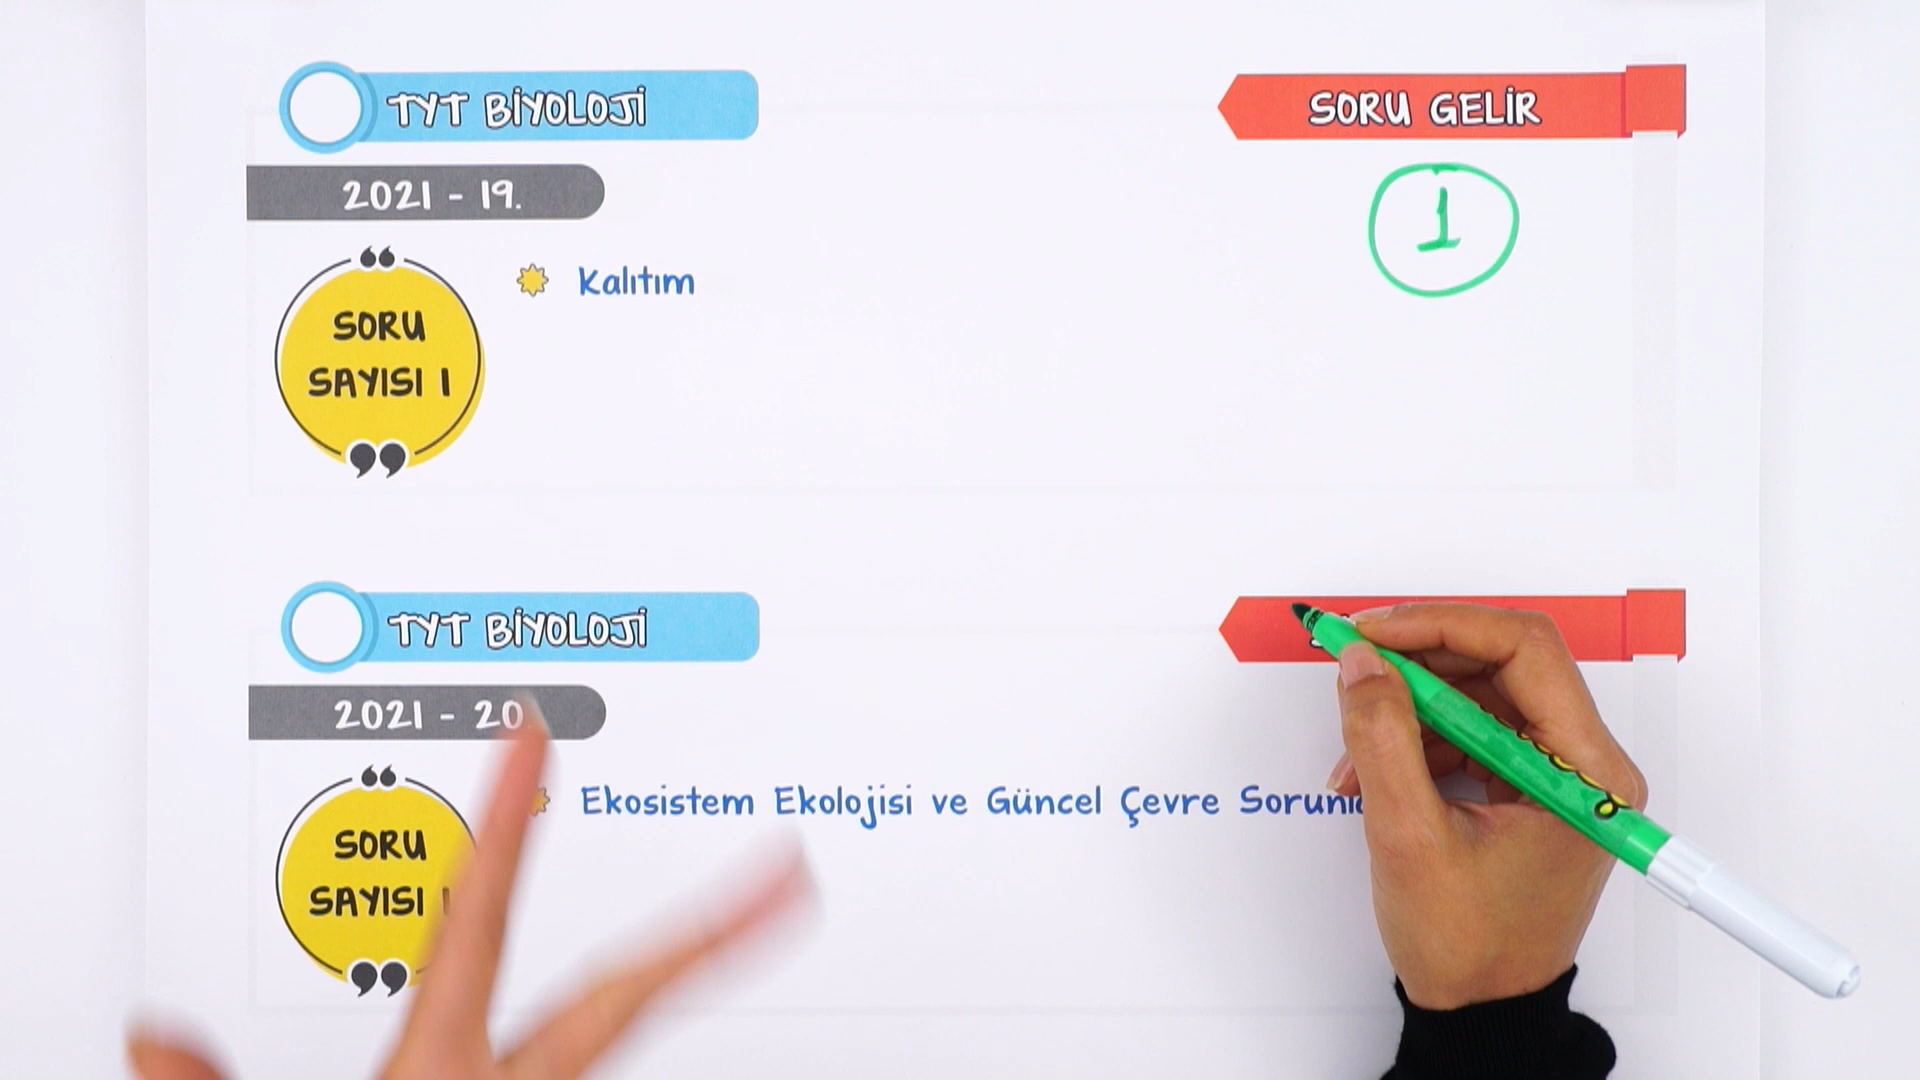 TYT BİYOLOJİ
SORU GELİR
2021 - 19.
1
Kalıtım
SORU
SAYISI 1
TYT BİYOLOJİ
2021 - 20
Ekosistem Ekolojisi ve Güncel Çevre
SORU
SAYISI 1